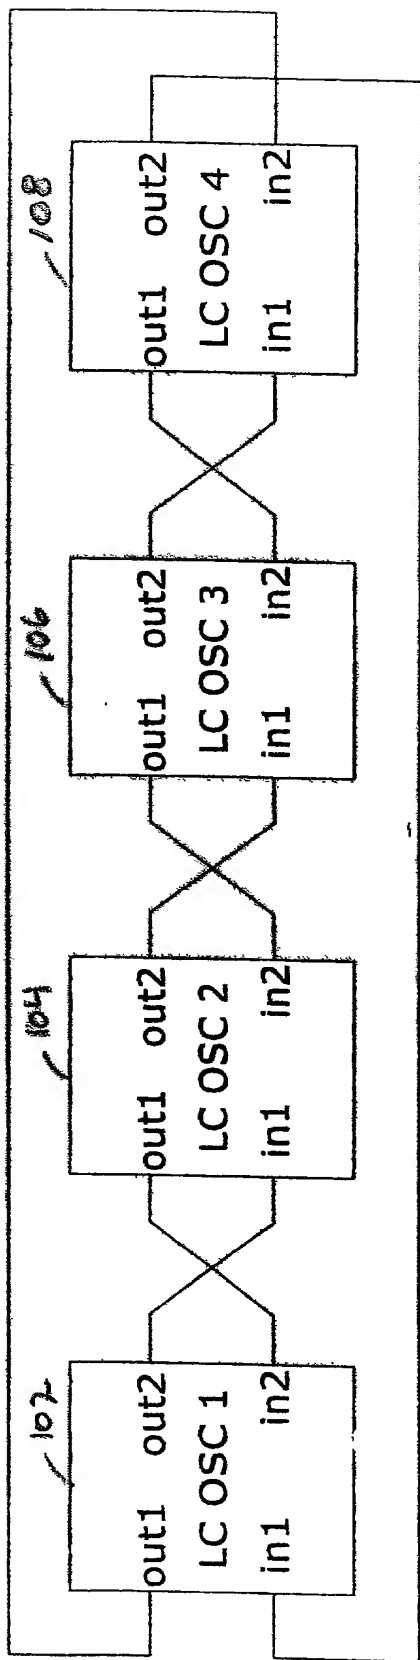 102
out1 out2
LC OSC 1
in1 in2
104
out1 out2
LC OSC 2
in1 in2
106
out1 out2
LC OSC 3
in1 in2
108
out1 out2
LC OSC 4
in1 in2